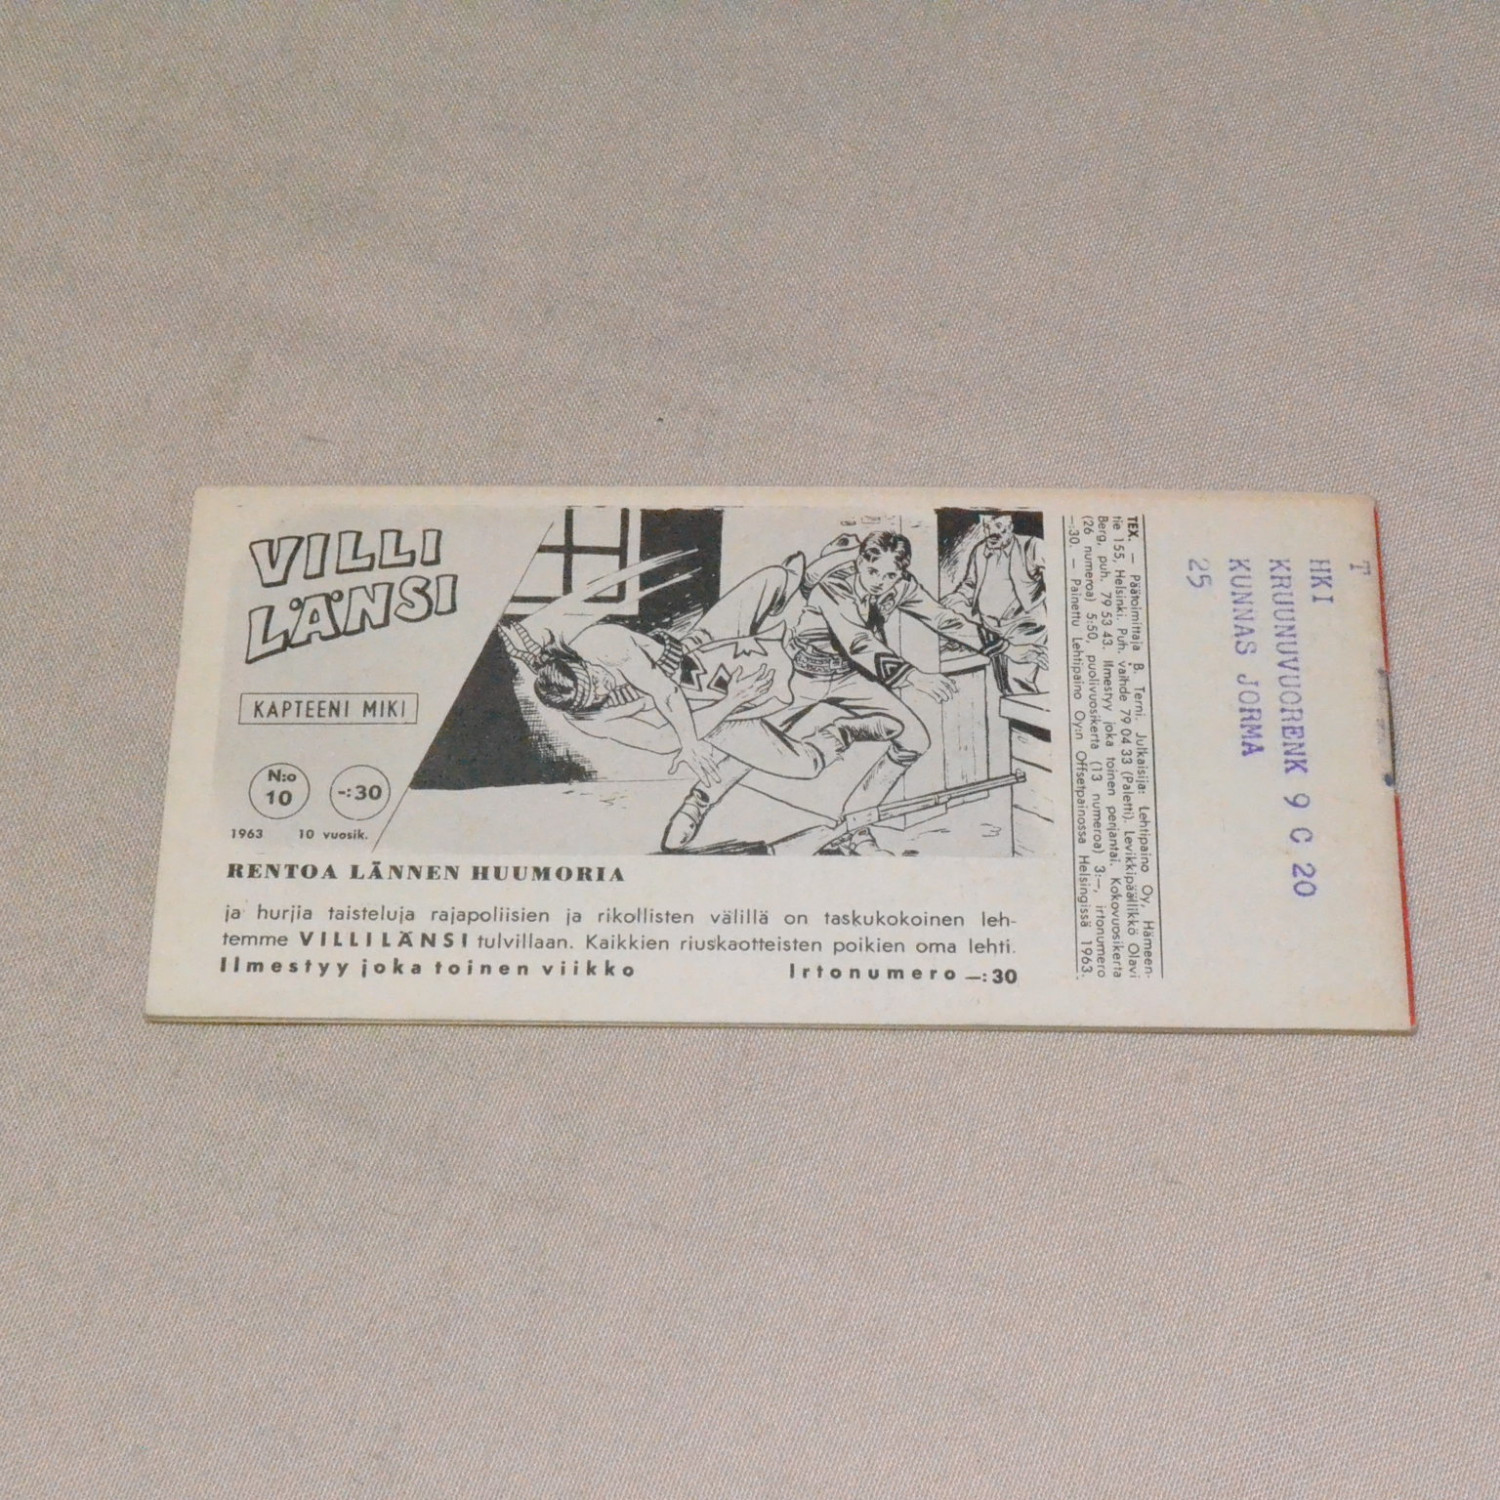 VILLI
LÄNSI
KAPTEENI MIKI
N:o
10
-:30
1963 10 vuosik.
RENTOA LÄNNEN HUUMORIA
ja hurjia taisteluja rajapoliisien ja rikollisten välillä on taskukokoinen leh-
temme VILLI LÄNSI tulvillaan. Kaikkien riuskaotteisten poikien oma lehti.
Ilmestyy joka toinen viikko Irtonumero —:30
TEX. — Päätoimittaja B. Terni. Julkaisija: Lehtipaino Oy, Hämeen-
tie 155, Helsinki. Puh. vaihde 79 04 33 (Paletti). Levikkipäällikkö Olavi
Berg, puh. 79 53 43. Ilmestyy joka toinen perjantai. Kokovuosikerta
(26 numeroa) 5:50, puolivuosikerta (13 numeroa) 3:—, irtonumero
—:30. — Painettu Lehtipaino Oy:n Offsetpainossa Helsingissä 1963.
T
HKI
KRUUNUVUORENK 9 C 20
KUNNAS JORMA
25